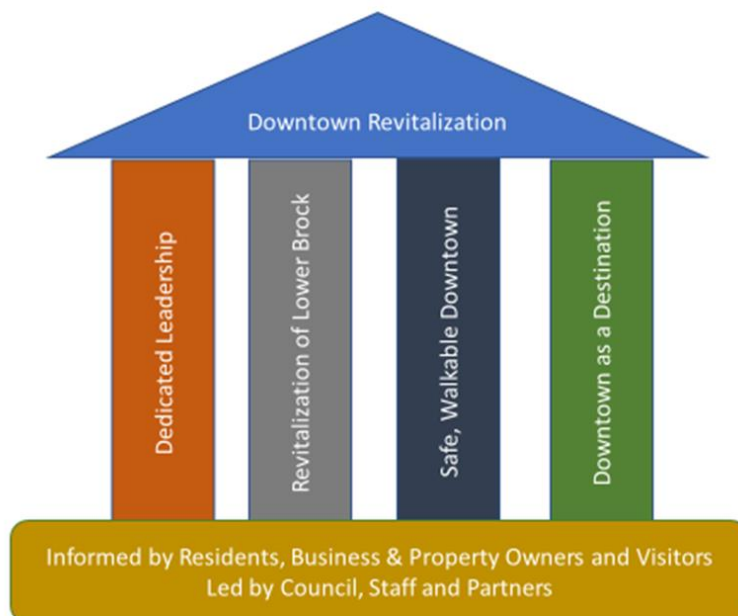 Downtown Revitalization
Dedicated Leadership
Revitalization of Lower Brock
Safe, Walkable Downtown
Downtown as a Destination
Informed by Residents, Business & Property Owners and Visitors
Led by Council, Staff and Partners